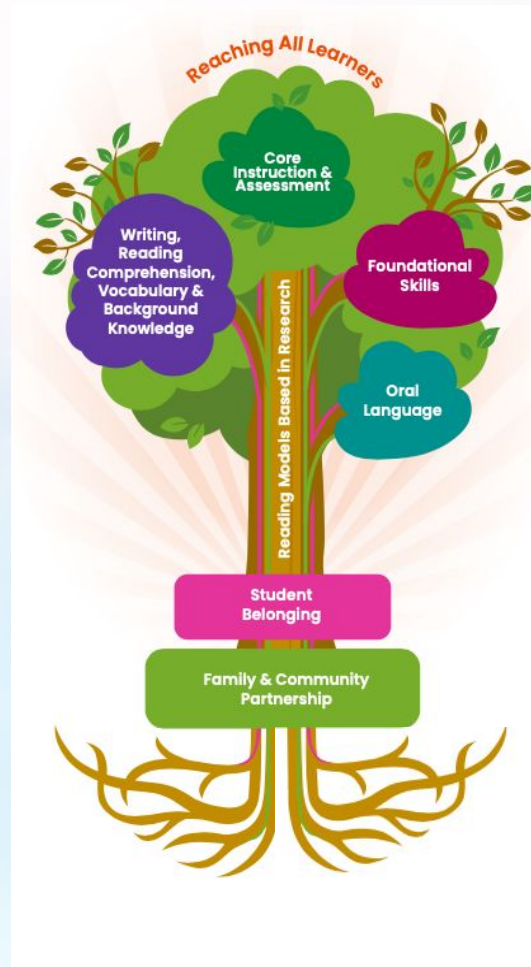 Reaching All Learners
Core
Instruction &
Assessment
Writing,
Reading
Comprehension,
Vocabulary &
Background
Knowledge
Foundational
Skills
Oral
Language
Reading Models Based in Research
Student
Belonging
Family & Community
Partnership